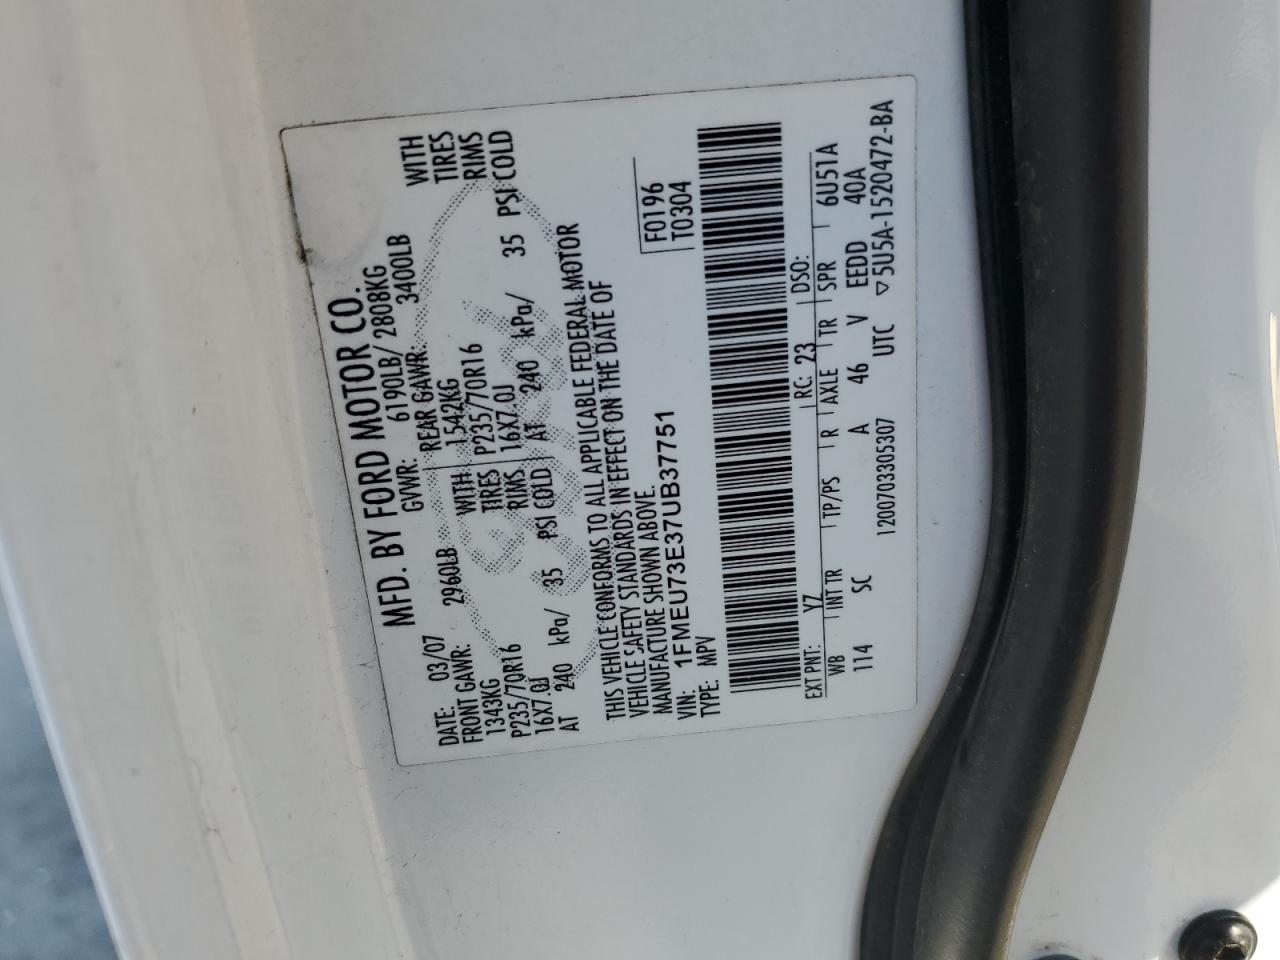 MFD. BY FORD MOTOR CO.
DATE: 03/07 GVWR: 6190LB/ 2808KG
FRONT GAWR: 2960LB REAR GAWR: 3400LB
1343KG WITH 1542KG WITH
P235/70R16 TIRES P235/70R16 TIRES
16X7.0J RIMS 16X7.0J RIMS
AT 240 kPa/ 35 PSI COLD AT 240 kPa/ 35 PSI COLD
THIS VEHICLE CONFORMS TO ALL APPLICABLE FEDERAL MOTOR
VEHICLE SAFETY STANDARDS IN EFFECT ON THE DATE OF
MANUFACTURE SHOWN ABOVE.
VIN: 1FMEU73E37UB37751 F0196
TYPE: MPV T0304
EXT PNT: YZ RC: 23 DSO:
WB INT TR TP/PS R AXLE TR SPR 6U51A
114 SC A 46 V EEDD 40A
1200703305307 UTC ▽5U5A-1520472-BA